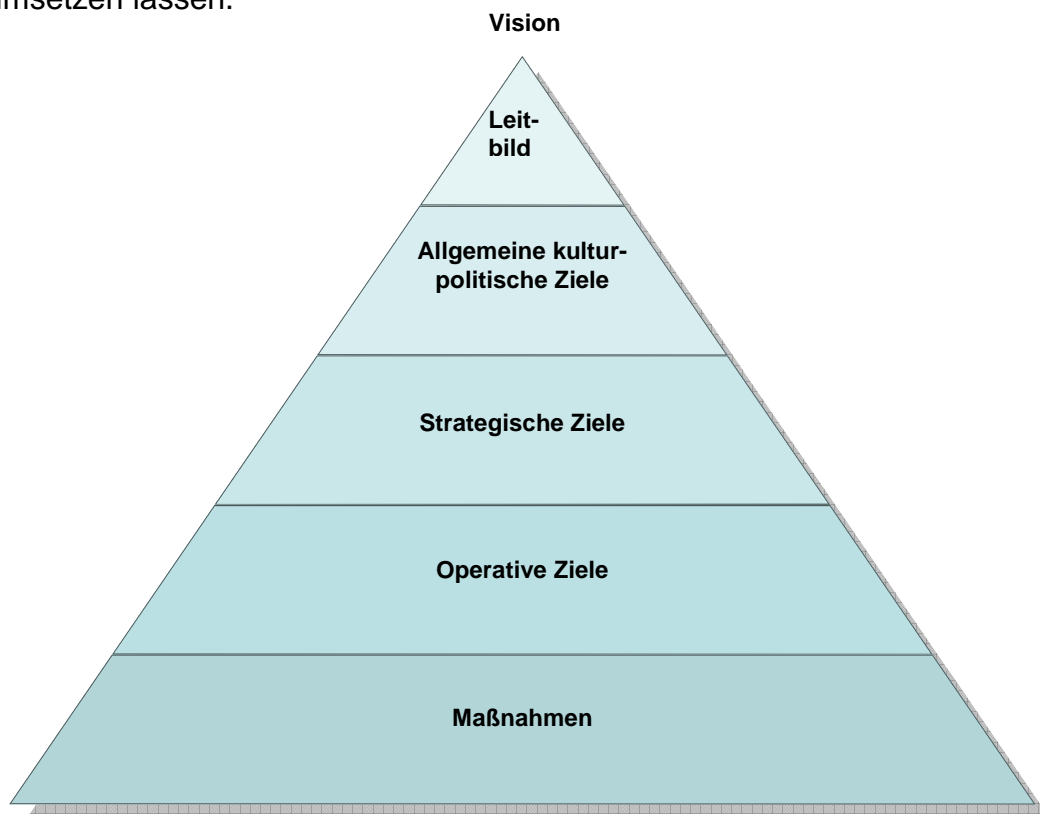 umsetzen lassen.
Vision
Leit-
bild
Allgemeine kultur-
politische Ziele
Strategische Ziele
Operative Ziele
Maßnahmen